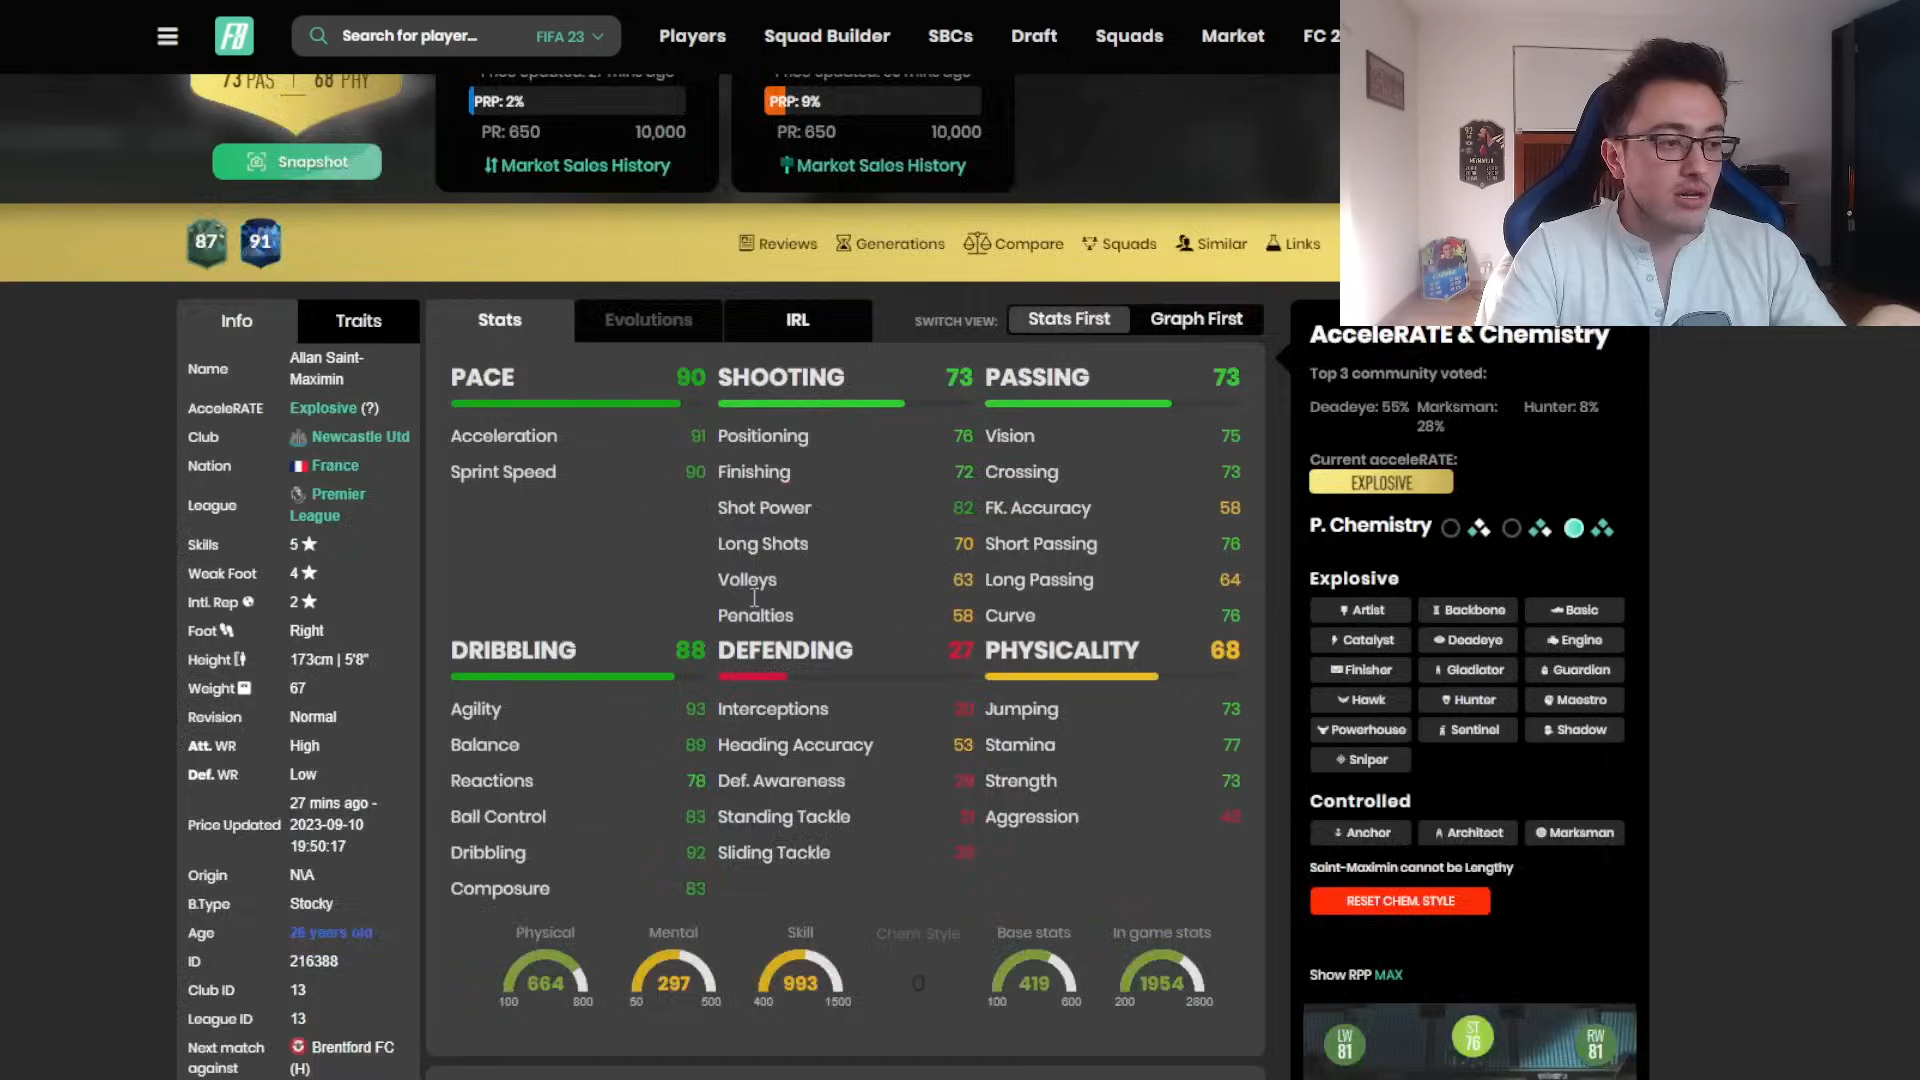 Search for player...
FIFA 23
Players
Squad Builder
SBCs
Draft
Squads
Market
FC 2
73 PAS
68 PHY
Snapshot
PRP: 2%
PR: 650
10,000
Market Sales History
PRP: 9%
PR: 650
10,000
Market Sales History
87
91
Reviews
Generations
Compare
Squads
Similar
Links
Info
Traits
Name
Allan Saint-
Maximin
AcceleRATE
Explosive (?)
Club
Newcastle Utd
Nation
France
League
Premier
League
Skills
5
Weak Foot
4
Intl. Rep
2
Foot
Right
Height
173cm | 5'8"
Weight
67
Revision
Normal
Att. WR
High
Def. WR
Low
Price Updated
27 mins ago -
2023-09-10
19:50:17
Origin
N\A
B.Type
Stocky
Age
26 years old
ID
216388
Club ID
13
League ID
13
Next match
against
Brentford FC
(H)
Stats
Evolutions
IRL
SWITCH VIEW:
Stats First
Graph First
PACE 90
Acceleration 91
Sprint Speed 90
SHOOTING 73
Positioning 76
Finishing 72
Shot Power 82
Long Shots 70
Volleys 63
Penalties 58
PASSING 73
Vision 75
Crossing 73
FK. Accuracy 58
Short Passing 76
Long Passing 64
Curve 76
DRIBBLING 88
Agility 93
Balance 89
Reactions 78
Ball Control 83
Dribbling 92
Composure 83
DEFENDING 27
Interceptions
Heading Accuracy 53
Def. Awareness
Standing Tackle
Sliding Tackle
PHYSICALITY 68
Jumping 73
Stamina 77
Strength 73
Aggression
Physical
664
100 800
Mental
297
50 500
Skill
993
400 1500
Chem Style
0
Base stats
419
100 600
In game stats
1954
200 2800
AcceleRATE & Chemistry
Top 3 community voted:
Deadeye: 55%
Marksman:
28%
Hunter: 8%
Current acceleRATE:
EXPLOSIVE
P. Chemistry
Explosive
Artist
Backbone
Basic
Catalyst
Deadeye
Engine
Finisher
Gladiator
Guardian
Hawk
Hunter
Maestro
Powerhouse
Sentinel
Shadow
Sniper
Controlled
Anchor
Architect
Marksman
Saint-Maximin cannot be Lengthy
RESET CHEM. STYLE
Show RPP MAX
LW
81
ST
76
RW
81